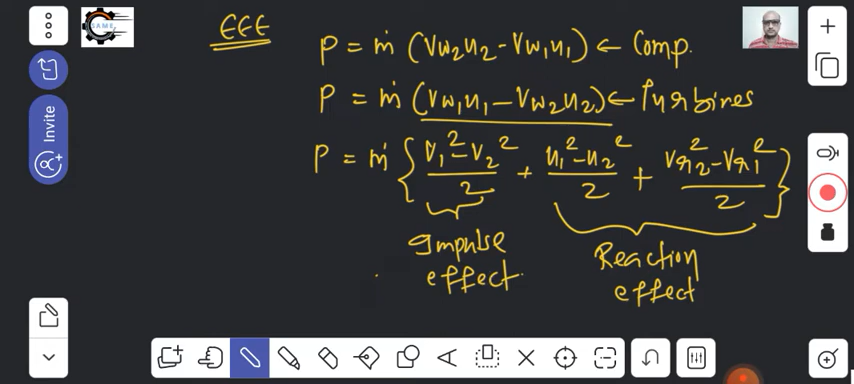 GAME
EEE
P = ṁ (Vw2u2 - Vw1u1) ← Comp.
P = ṁ (Vw1u1 - Vw2u2) ← Turbines
P = ṁ { (V1² - V2²)/2 + (u1² - u2²)/2 + (Vr2² - Vr1²)/2 }
Impulse
effect
Reaction
effect
Invite